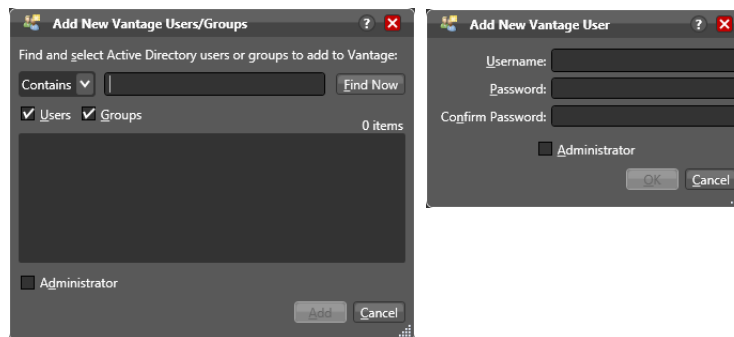 Add New Vantage Users/Groups ?
Find and select Active Directory users or groups to add to Vantage:
Contains Find Now
Users Groups
0 items
Administrator
Add Cancel
Add New Vantage User ?
Username:
Password:
Confirm Password:
Administrator
OK Cancel